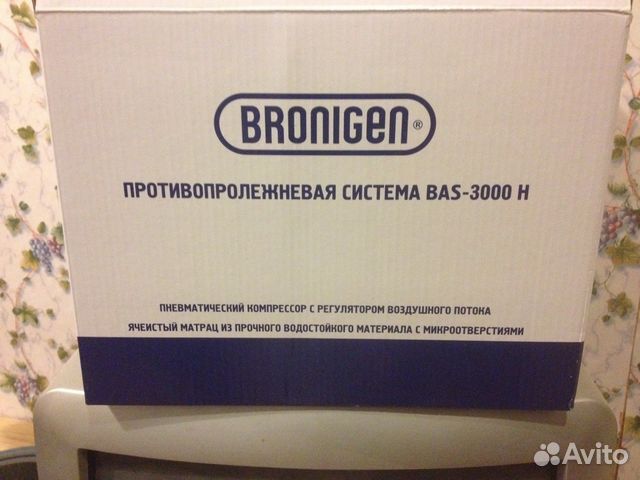 BRONIGEN®
ПРОТИВОПРОЛЕЖНЕВАЯ СИСТЕМА BAS-3000 H
ПНЕВМАТИЧЕСКИЙ КОМПРЕССОР С РЕГУЛЯТОРОМ ВОЗДУШНОГО ПОТОКА
ЯЧЕИСТЫЙ МАТРАЦ ИЗ ПРОЧНОГО ВОДОСТОЙКОГО МАТЕРИАЛА С МИКРООТВЕРСТИЯМИ
Avito